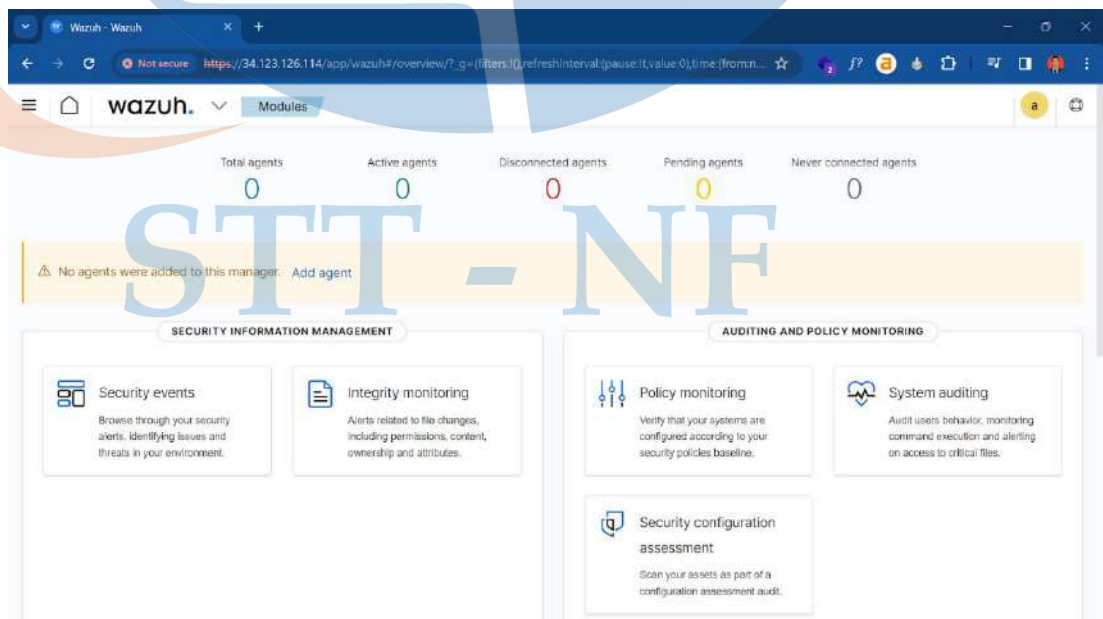 Wazuh - Wazuh
Not secure https://34.123.126.114/app/wazuh#/overview/?_g=(filters:!(),refreshInterval:(pause:!t,value:0),time:(from:n...
wazuh. Modules a
Total agents Active agents Disconnected agents Pending agents Never connected agents
0 0 0 0 0
STT - NF
No agents were added to this manager. Add agent
SECURITY INFORMATION MANAGEMENT
Security events
Browse through your security
alerts, identifying issues and
threats in your environment.
Integrity monitoring
Alerts related to file changes,
including permissions, content,
ownership and attributes.
AUDITING AND POLICY MONITORING
Policy monitoring
Verify that your systems are
configured according to your
security policies baseline.
System auditing
Audit users behavior, monitoring
command execution and alerting
on access to critical files.
Security configuration
assessment
Scan your assets as part of a
configuration assessment audit.